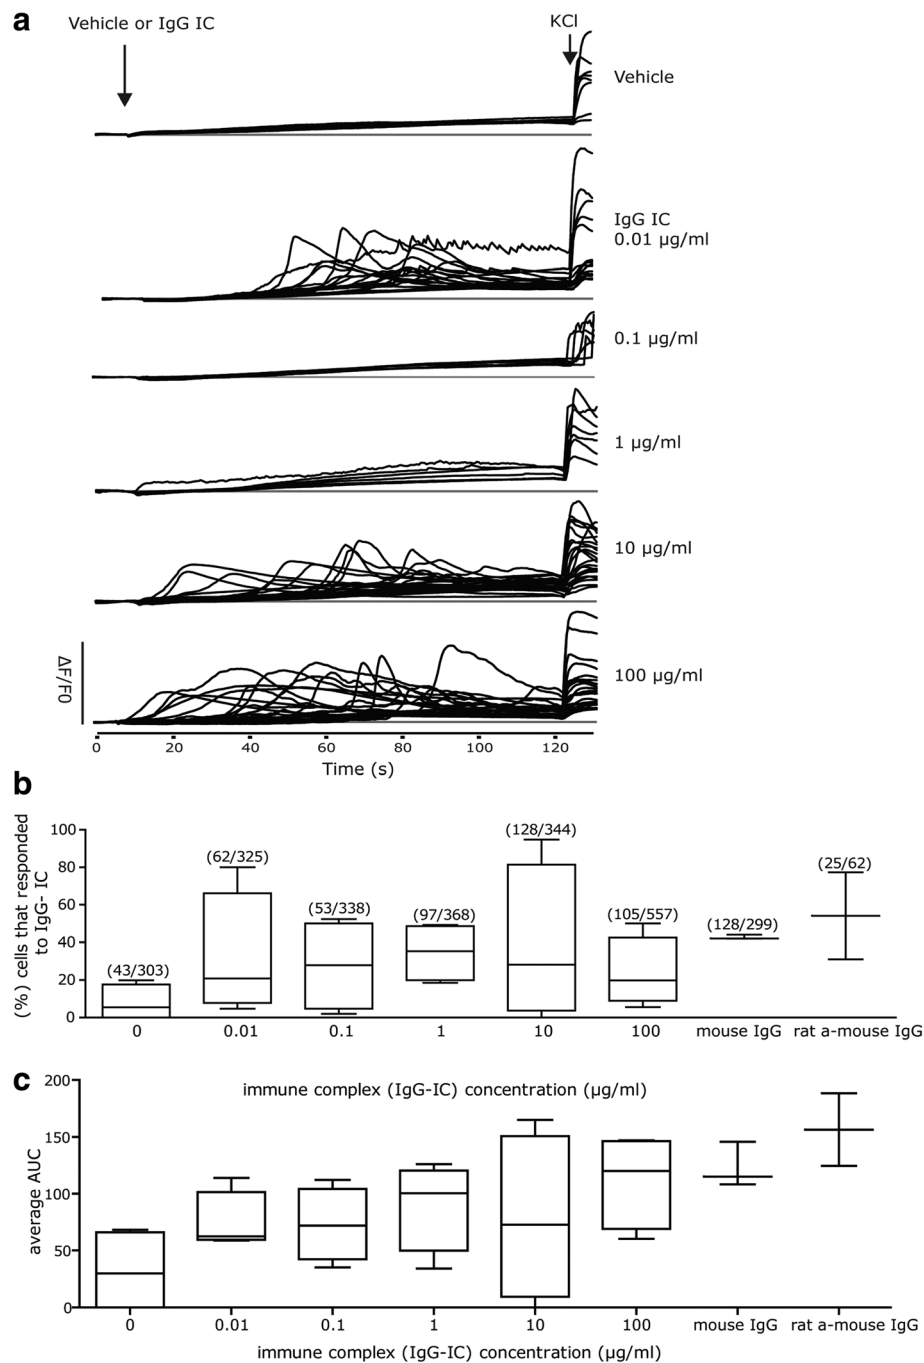 a
Vehicle or IgG IC
KCl
Vehicle
IgG IC
0.01 µg/ml
0.1 µg/ml
1 µg/ml
10 µg/ml
100 µg/ml
ΔF/F0
0 20 40 60 80 100 120
Time (s)
b
(%) cells that responded
to IgG- IC
100
80
60
40
20
0
(43/303) (62/325) (53/338) (97/368) (128/344) (105/557) (128/299) (25/62)
0 0.01 0.1 1 10 100 mouse IgG rat a-mouse IgG
immune complex (IgG-IC) concentration (µg/ml)
c
average AUC
200
150
100
50
0
0 0.01 0.1 1 10 100 mouse IgG rat a-mouse IgG
immune complex (IgG-IC) concentration (µg/ml)